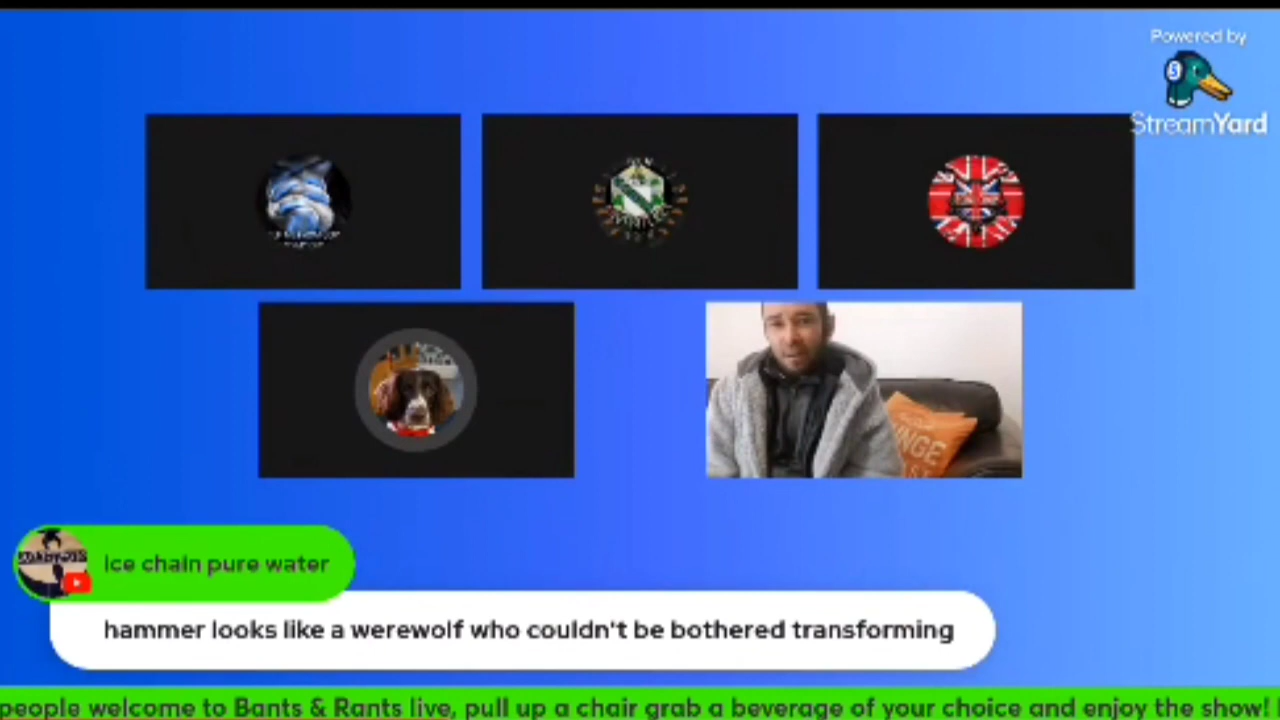 Powered by
StreamYard
Ice chain pure water
hammer looks like a werewolf who couldn't be bothered transforming
people welcome to Bants & Rants live, pull up a chair grab a beverage of your choice and enjoy the show!